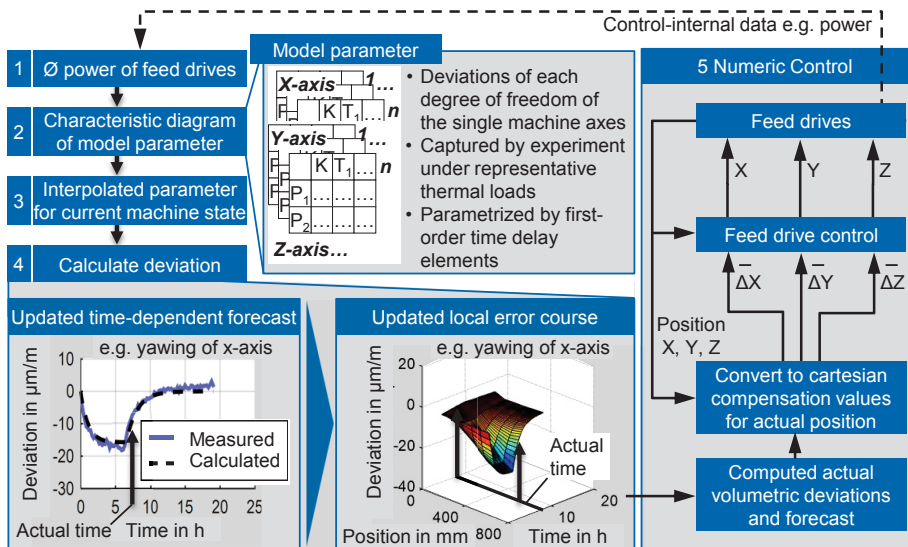 Control-internal data e.g. power
1 Ø power of feed drives
2 Characteristic diagram
of model parameter
3 Interpolated parameter
for current machine state
4 Calculate deviation
Model parameter
X-axis 1...
K T1 ... n
Y-axis 1...
K T1 ... n
P1 ... ... ...
P2 ... ... ...
Z-axis...
• Deviations of each
degree of freedom of
the single machine axes
• Captured by experiment
under representative
thermal loads
• Parametrized by first-
order time delay
elements
5 Numeric Control
Feed drives
X Y Z
Feed drive control
ΔX ΔY ΔZ
Position
X, Y, Z
Convert to cartesian
compensation values
for actual position
Computed actual
volumetric deviations
and forecast
Updated time-dependent forecast
e.g. yawing of x-axis
Deviation in µm/m
10
0
-10
-20
-30
0 5 10 15 20 25
Measured
Calculated
Actual time Time in h
Updated local error course
e.g. yawing of x-axis
Deviation in µm/m
20
0
-20
-40
Actual
time
400
800
10
20
Position in mm Time in h